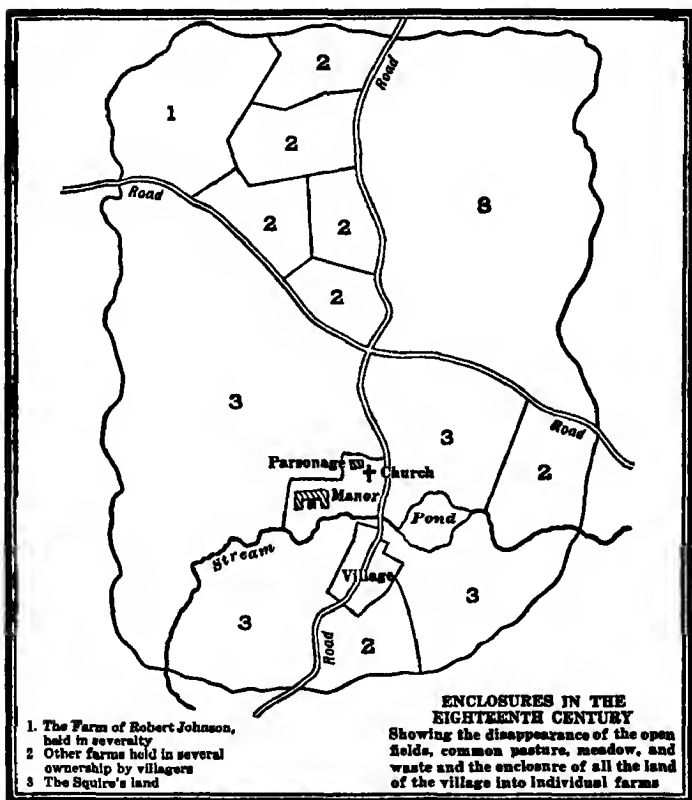 2
Road
1
2
Road
8
2
2
2
3
3
Road
Parsonage
Church
2
Manor
Pond
Stream
Village
3
3
Road
2
1. The Farm of Robert Johnson,
held in severalty
2 Other farms held in several
ownership by villagers
3 The Squire's land
ENCLOSURES IN THE
EIGHTEENTH CENTURY
Showing the disappearance of the open
fields, common pasture, meadow, and
waste and the enclosure of all the land
of the village into individual farms